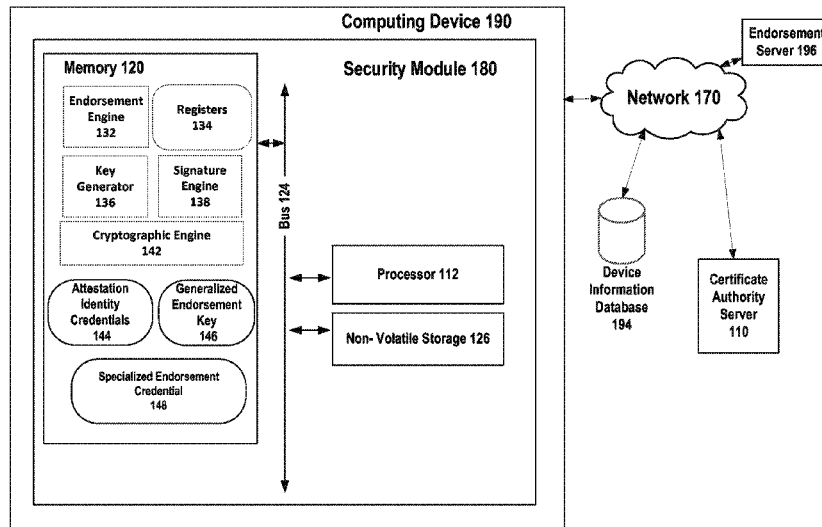 Computing Device 190
Memory 120
Security Module 180
Endorsement
Engine
132
Registers
134
Key
Generator
136
Signature
Engine
138
Cryptographic Engine
142
Attestation
Identity
Credentials
144
Generalized
Endorsement
Key
146
Specialized Endorsement
Credential
148
Bus 124
Processor 112
Non- Volatile Storage 126
Endorsement
Server 196
Network 170
Device
Information
Database
194
Certificate
Authority
Server
110